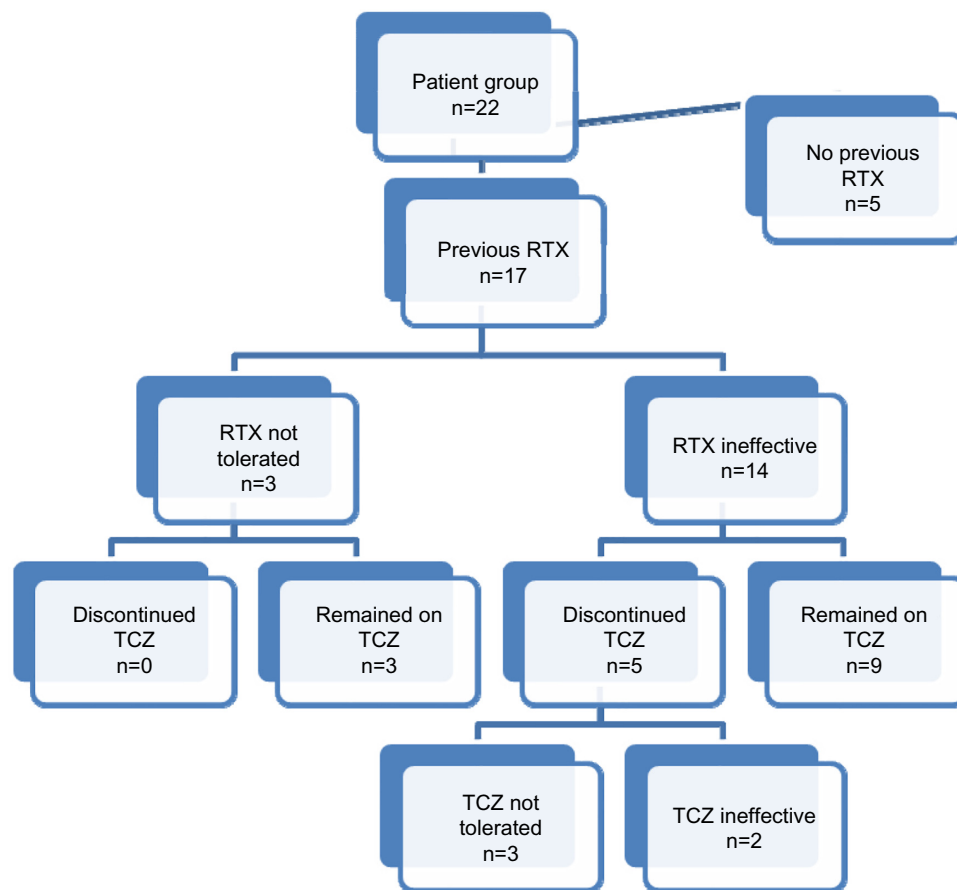 Patient group
n=22
No previous
RTX
n=5
Previous RTX
n=17
RTX not
tolerated
n=3
RTX ineffective
n=14
Discontinued
TCZ
n=0
Remained on
TCZ
n=3
Discontinued
TCZ
n=5
Remained on
TCZ
n=9
TCZ not
tolerated
n=3
TCZ ineffective
n=2